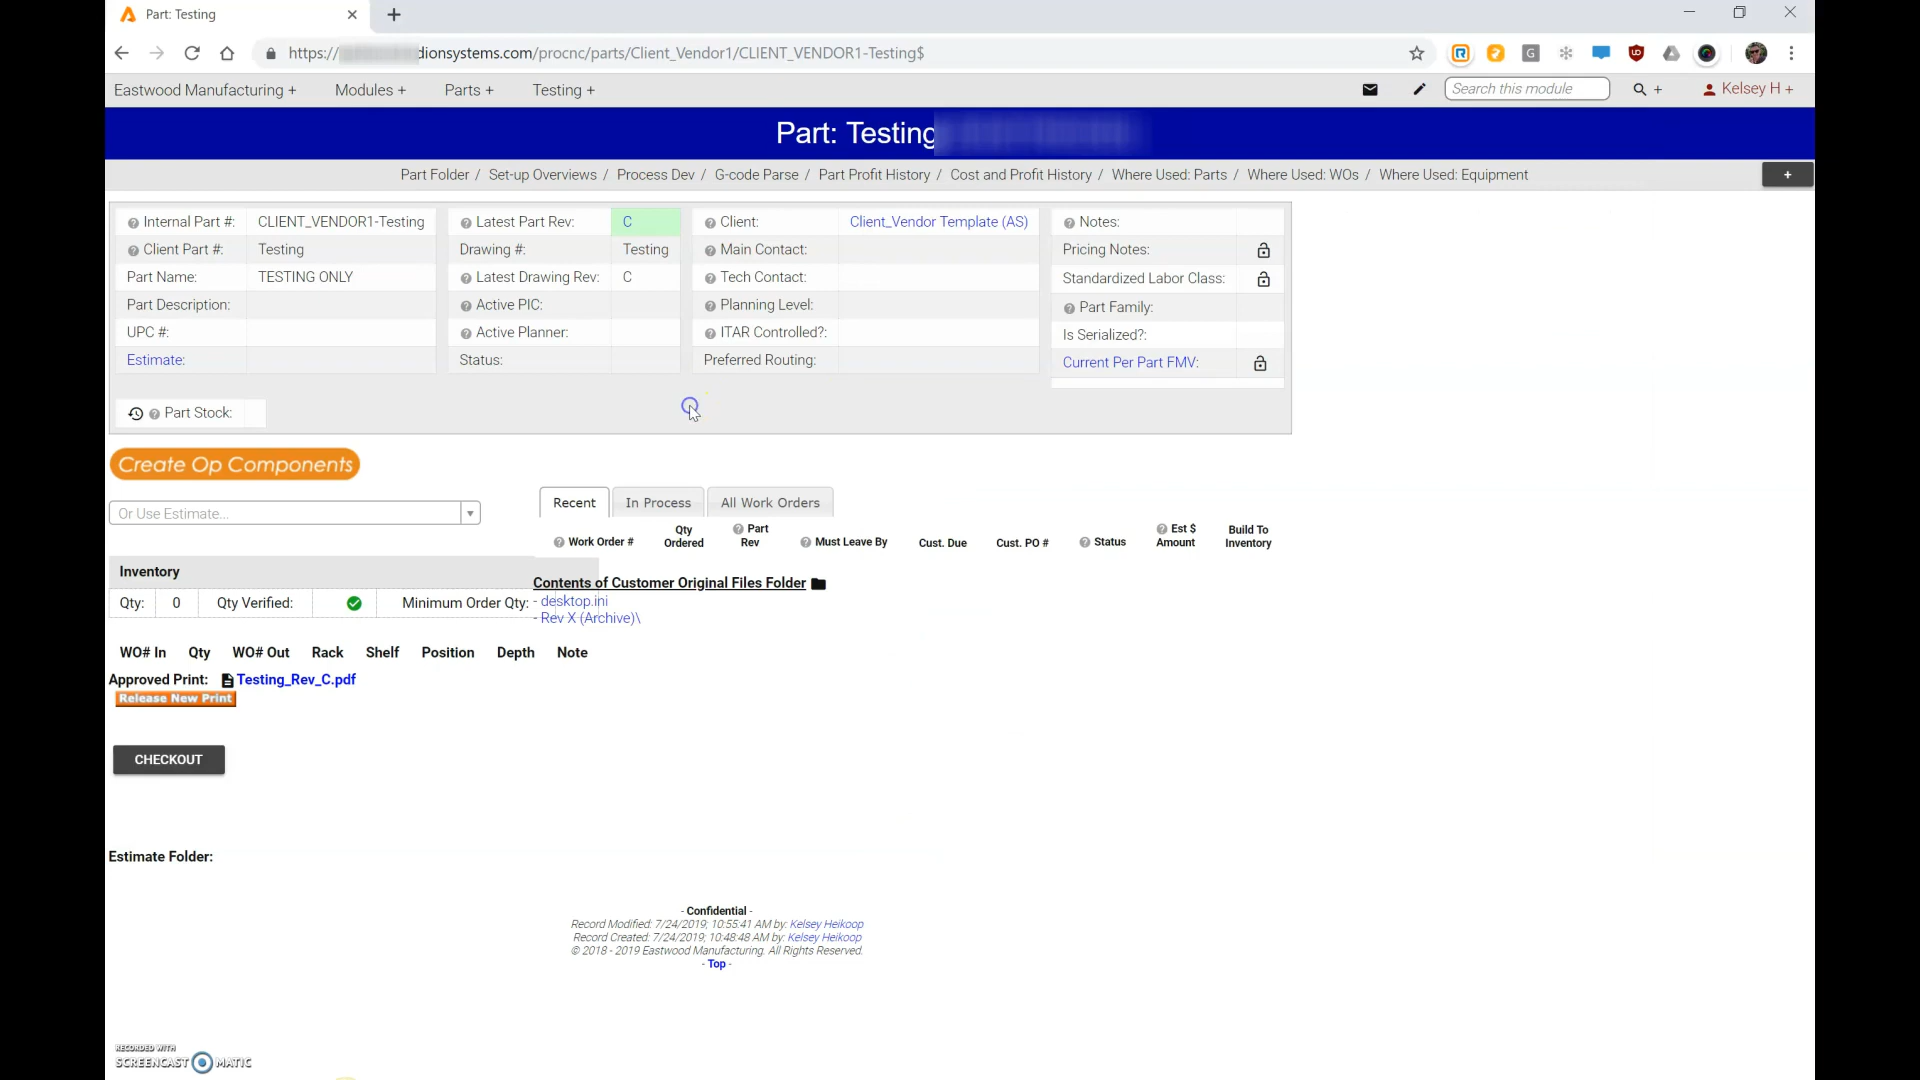 Part: Testing
https:// dionsystems.com/procnc/parts/Client_Vendor1/CLIENT_VENDOR1-Testing$
Eastwood Manufacturing + Modules + Parts + Testing + Search this module + Kelsey H +
Part: Testing
Part Folder / Set-up Overviews / Process Dev / G-code Parse / Part Profit History / Cost and Profit History / Where Used: Parts / Where Used: WOs / Where Used: Equipment +
Internal Part #: CLIENT_VENDOR1-Testing Latest Part Rev: C Client: Client_Vendor Template (AS) Notes:
Client Part #: Testing Drawing #: Testing Main Contact: Pricing Notes:
Part Name: TESTING ONLY Latest Drawing Rev: C Tech Contact: Standardized Labor Class:
Part Description: Active PIC: Planning Level: Part Family:
UPC #: Active Planner: ITAR Controlled?: Is Serialized?:
Estimate: Status: Preferred Routing: Current Per Part FMV:
Part Stock:
Create Op Components
Or Use Estimate...
Recent In Process All Work Orders
Work Order # Qty Ordered Part Rev Must Leave By Cust. Due Cust. PO # Status Est $ Amount Build To Inventory
Inventory
Contents of Customer Original Files Folder
Qty: 0 Qty Verified: Minimum Order Qty:
- desktop.ini
- Rev X (Archive)\
WO# In Qty WO# Out Rack Shelf Position Depth Note
Approved Print: Testing_Rev_C.pdf
Release New Print
CHECKOUT
Estimate Folder:
- Confidential -
Record Modified: 7/24/2019; 10:55:41 AM by: Kelsey Heikoop
Record Created: 7/24/2019; 10:48:48 AM by: Kelsey Heikoop
© 2018 - 2019 Eastwood Manufacturing. All Rights Reserved.
- Top -
RECORDED WITH
SCREENCAST MATIC